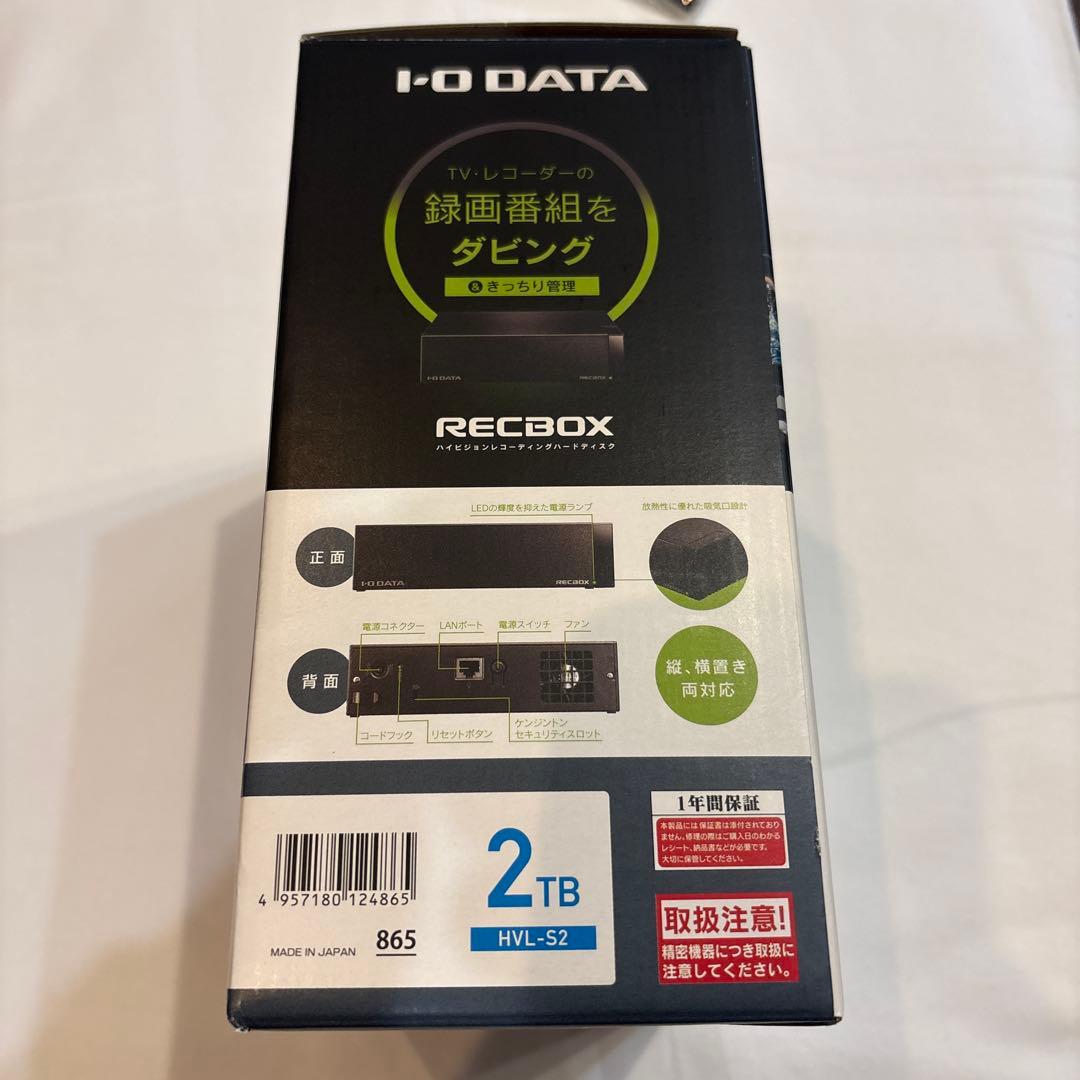 I-O DATA
TV・レコーダーの
録画番組を
ダビング
&きっちり管理
I-O DATA
RECBOX
RECBOX
ハイビジョンレコーディングハードディスク
LEDの輝度を抑えた電源ランプ
放熱性に優れた吸気口設計
正面
I-O DATA
RECBOX
電源コネクター
LANポート
電源スイッチ
ファン
背面
縦、横置き
両対応
コードフック
リセットボタン
ケンジントン
セキュリティスロット
1年間保証
本製品には保証書は添付されており
ません。修理の際はご購入日のわかる
レシート、納品書などが必要です。
大切に保管してください。
2TB
4 957180 124865
HVL-S2
MADE IN JAPAN
865
取扱注意!
精密機器につき取扱に
注意してください。